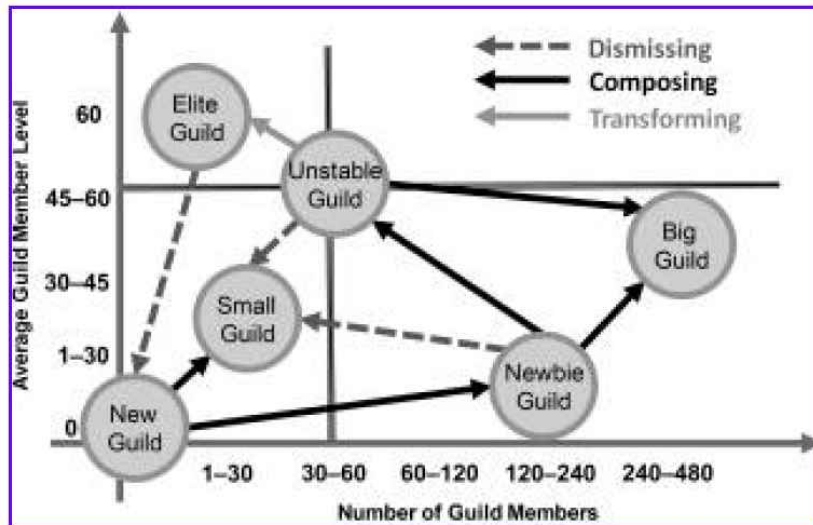 Dismissing
Composing
Transforming
Average Guild Member Level
60
45–60
30–45
1–30
0
Elite
Guild
Unstable
Guild
Big
Guild
Small
Guild
Newbie
Guild
New
Guild
1–30
30–60
60–120
120–240
240–480
Number of Guild Members